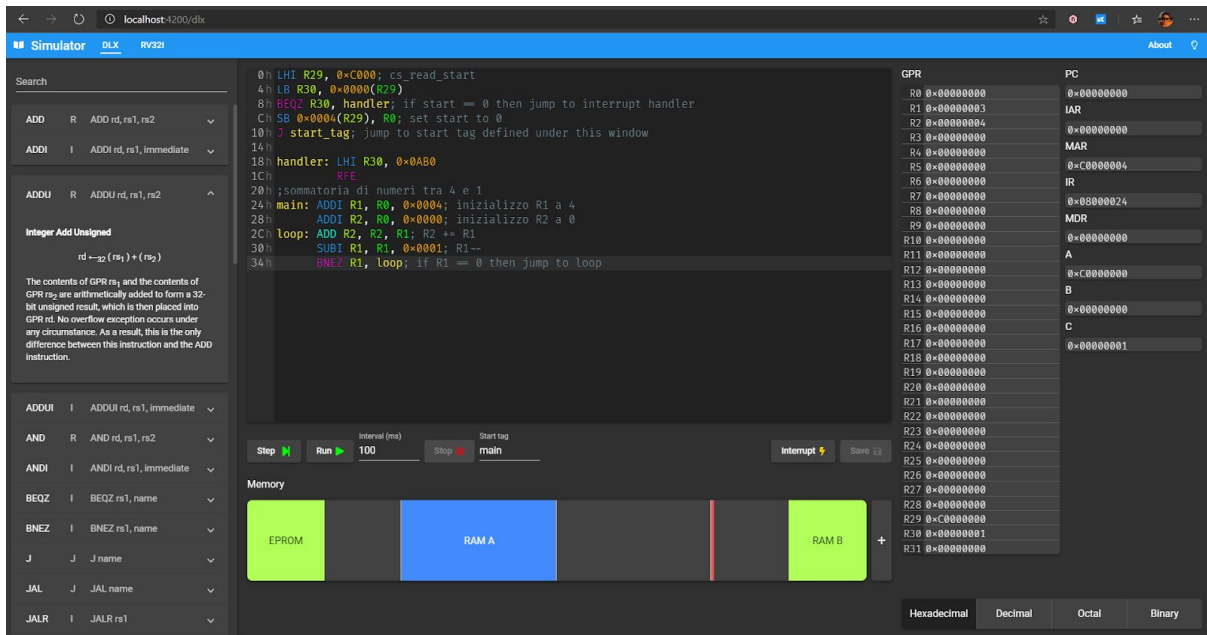 localhost:4200/dlx
Simulator DLX RV32I About
Search
ADD R ADD rd, rs1, rs2
ADDI I ADDI rd, rs1, immediate
ADDU R ADDU rd, rs1, rs2
Integer Add Unsigned
rd ←32 ( rs1 ) + ( rs2 )
The contents of GPR rs1 and the contents of
GPR rs2 are arithmetically added to form a 32-
bit unsigned result, which is then placed into
GPR rd. No overflow exception occurs under
any circumstance. As a result, this is the only
difference between this instruction and the ADD
instruction.
ADDUI I ADDUI rd, rs1, immediate
AND R AND rd, rs1, rs2
ANDI I ANDI rd, rs1, immediate
BEQZ I BEQZ rs1, name
BNEZ I BNEZ rs1, name
J J J name
JAL J JAL name
JALR I JALR rs1
0h LHI R29, 0×C000; cs_read_start
4h LB R30, 0×0000(R29)
8h BEQZ R30, handler; if start == 0 then jump to interrupt handler
Ch SB 0×0004(R29), R0; set start to 0
10h J start_tag; jump to start tag defined under this window
14h
18h handler: LHI R30, 0×0AB0
1Ch RFE
20h ;sommatoria di numeri tra 4 e 1
24h main: ADDI R1, R0, 0×0004; inizializzo R1 a 4
28h ADDI R2, R0, 0×0000; inizializzo R2 a 0
2Ch loop: ADD R2, R2, R1; R2 += R1
30h SUBI R1, R1, 0×0001; R1--
34h BNEZ R1, loop; if R1 == 0 then jump to loop
Step Run Interval (ms) 100 Stop Start tag main Interrupt Save
Memory
EPROM RAM A RAM B +
GPR
R0 0×00000000
R1 0×00000003
R2 0×00000004
R3 0×00000000
R4 0×00000000
R5 0×00000000
R6 0×00000000
R7 0×00000000
R8 0×00000000
R9 0×00000000
R10 0×00000000
R11 0×00000000
R12 0×00000000
R13 0×00000000
R14 0×00000000
R15 0×00000000
R16 0×00000000
R17 0×00000000
R18 0×00000000
R19 0×00000000
R20 0×00000000
R21 0×00000000
R22 0×00000000
R23 0×00000000
R24 0×00000000
R25 0×00000000
R26 0×00000000
R27 0×00000000
R28 0×00000000
R29 0×C0000000
R30 0×00000001
R31 0×00000000
PC
0×00000000
IAR
0×00000000
MAR
0×C0000004
IR
0×08000024
MDR
0×00000000
A
0×C0000000
B
0×00000000
C
0×00000001
Hexadecimal Decimal Octal Binary